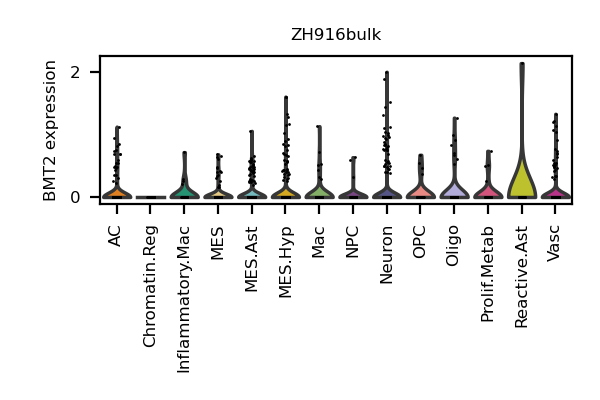 ZH916bulk
BMT2 expression
2
0
AC
Chromatin.Reg
Inflammatory.Mac
MES
MES.Ast
MES.Hyp
Mac
NPC
Neuron
OPC
Oligo
Prolif.Metab
Reactive.Ast
Vasc